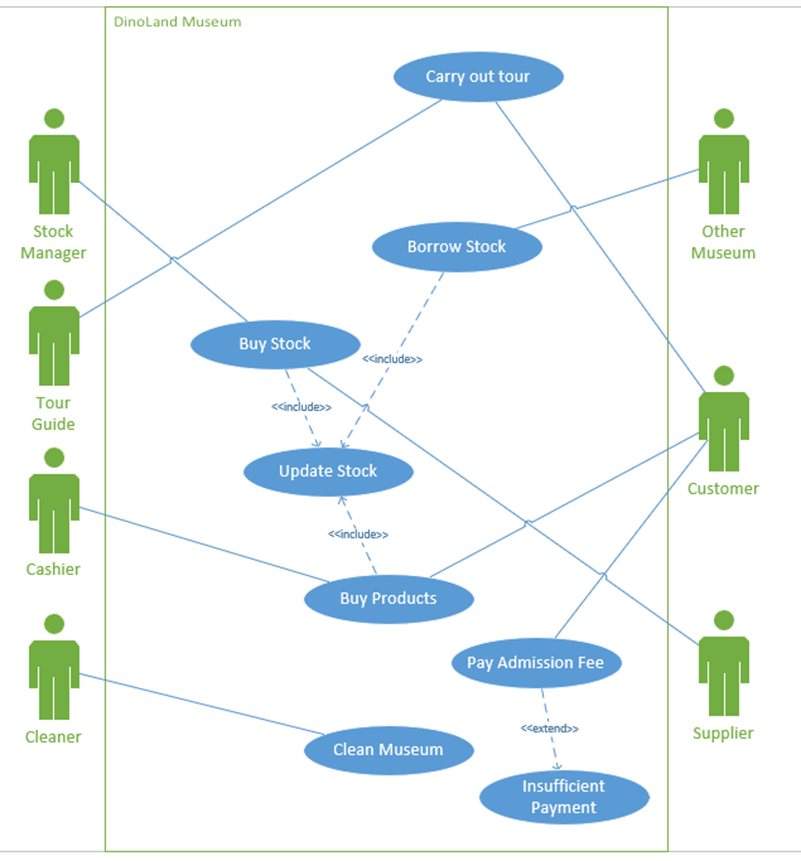 DinoLand Museum
Carry out tour
Stock
Manager
Other
Museum
Borrow Stock
Buy Stock
<<include>>
Tour
Guide
<<include>>
Update Stock
Customer
<<include>>
Cashier
Buy Products
Pay Admission Fee
<<extend>>
Cleaner
Supplier
Clean Museum
Insufficient
Payment